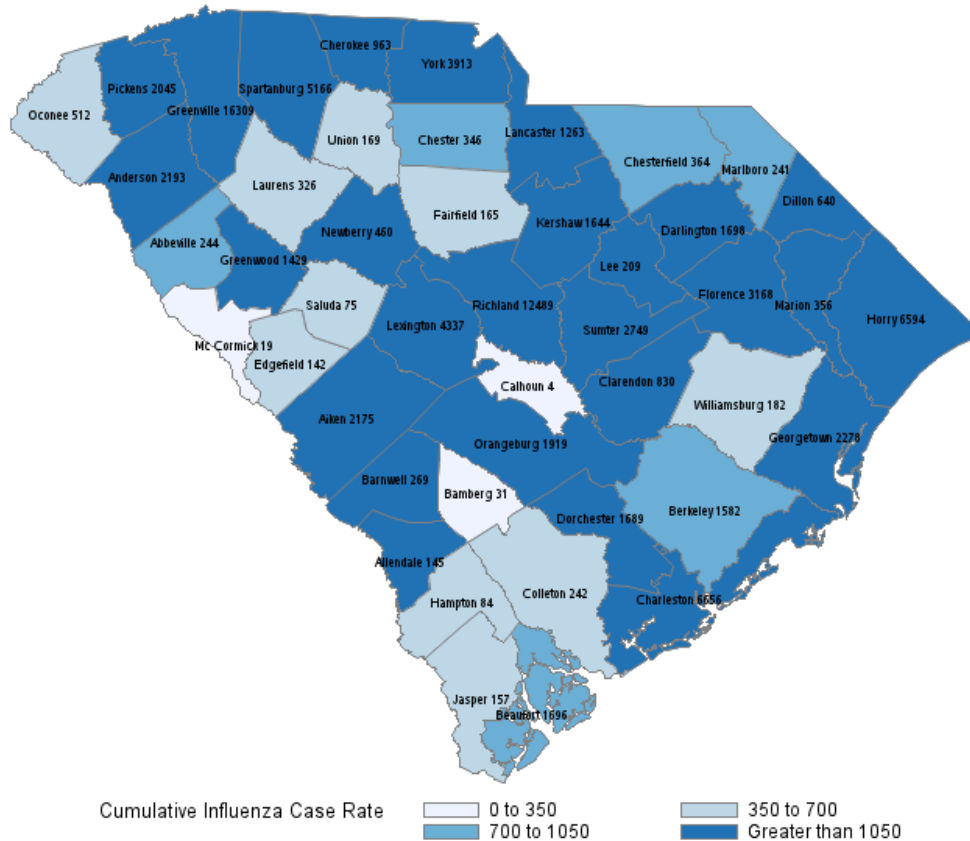 Cherokee 963
York 3913
Pickens 2045
Spartanburg 5166
Oconee 512
Greenville 16309
Union 169
Chester 346
Lancaster 1263
Chesterfield 364
Marlboro 241
Anderson 2193
Laurens 326
Dillon 640
Fairfield 165
Kershaw 1644
Darlington 1698
Abbeville 244
Newberry 460
Greenwood 1429
Lee 209
Florence 3168
Marion 356
Saluda 75
Richland 12489
Horry 6594
Lexington 4337
Sumter 2749
Mc Cormick 19
Edgefield 142
Calhoun 4
Clarendon 830
Williamsburg 182
Aiken 2175
Orangeburg 1919
Georgetown 2278
Barnwell 269
Bamberg 31
Dorchester 1689
Berkeley 1582
Allendale 145
Colleton 242
Charleston 6656
Hampton 84
Jasper 157
Beaufort 1696
Cumulative Influenza Case Rate
0 to 350
350 to 700
700 to 1050
Greater than 1050